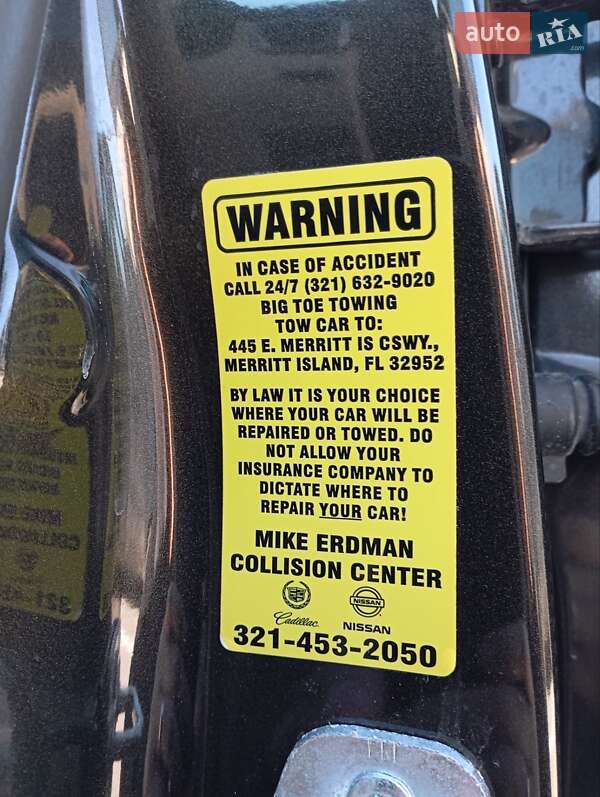 auto RIA
.com
WARNING
IN CASE OF ACCIDENT
CALL 24/7 (321) 632-9020
BIG TOE TOWING
TOW CAR TO:
445 E. MERRITT IS CSWY.,
MERRITT ISLAND, FL 32952
BY LAW IT IS YOUR CHOICE
WHERE YOUR CAR WILL BE
REPAIRED OR TOWED. DO
NOT ALLOW YOUR
INSURANCE COMPANY TO
DICTATE WHERE TO
REPAIR YOUR CAR!
MIKE ERDMAN
COLLISION CENTER
NISSAN
Cadillac NISSAN
321-453-2050